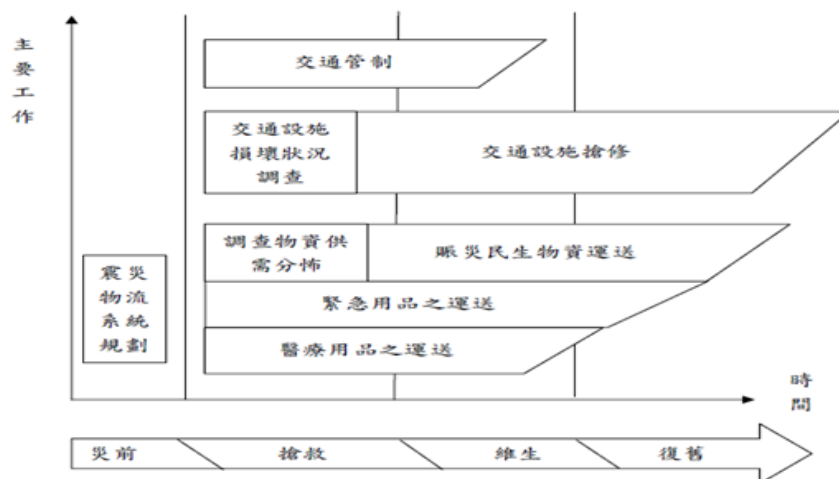 主
要
工
作
交通管制
交通設施
損壞狀況
調查
交通設施搶修
調查物資供
需分怖
賑災民生物資運送
緊急用品之運送
醫療用品之運送
震災
物流
系統
規劃
時
間
災前
搶救
維生
復舊